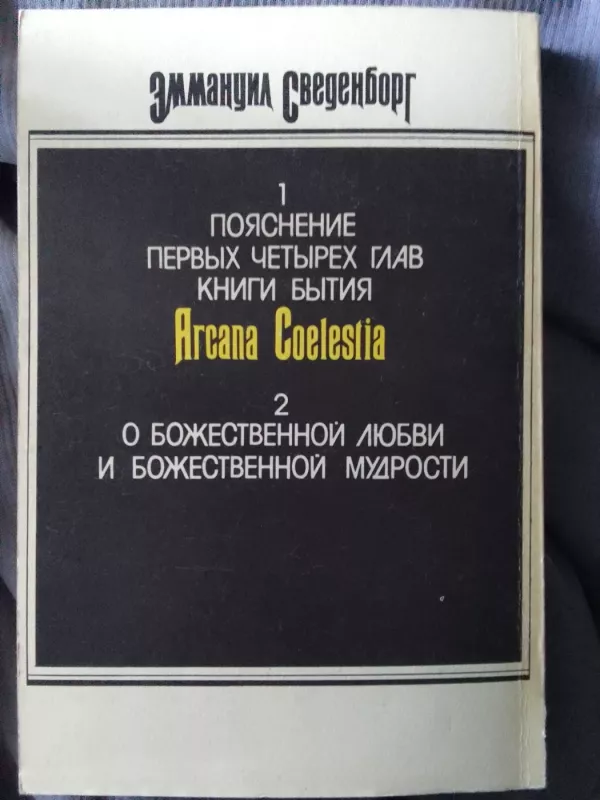 Эммануил Сведенборг
1
ПОЯСНЕНИЕ
ПЕРВЫХ ЧЕТЫРЕХ ГЛАВ
КНИГИ БЫТИЯ
Arcana Coelestia
2
О БОЖЕСТВЕННОЙ ЛЮБВИ
И БОЖЕСТВЕННОЙ МУДРОСТИ